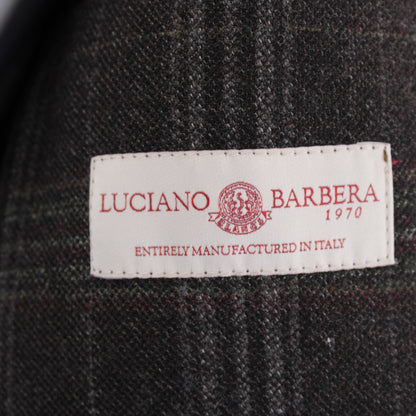 LUCIANO BARBERA
1970
ENTIRELY MANUFACTURED IN ITALY